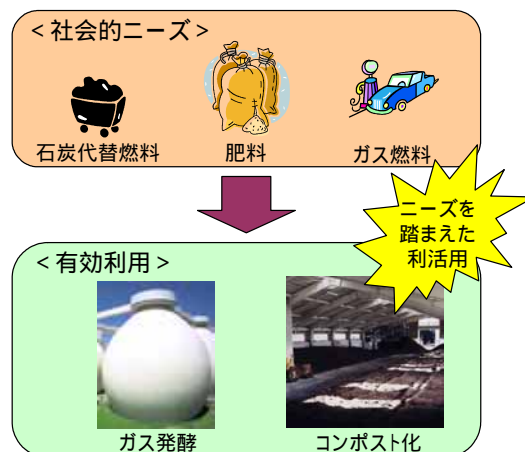 ＜社会的ニーズ＞
石炭代替燃料
肥料
ガス燃料
ニーズを
踏まえた
利活用
＜有効利用＞
ガス発酵
コンポスト化